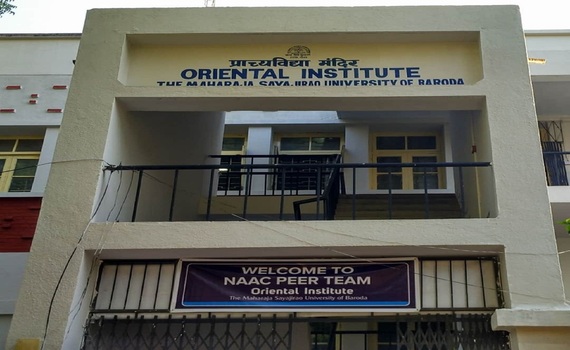 प्राच्यविद्या मंदिर
ORIENTAL INSTITUTE
THE MAHARAJA SAYAJIRAO UNIVERSITY OF BARODA
WELCOME TO
NAAC PEER TEAM
Oriental Institute
The Maharaja Sayajirao University of Baroda